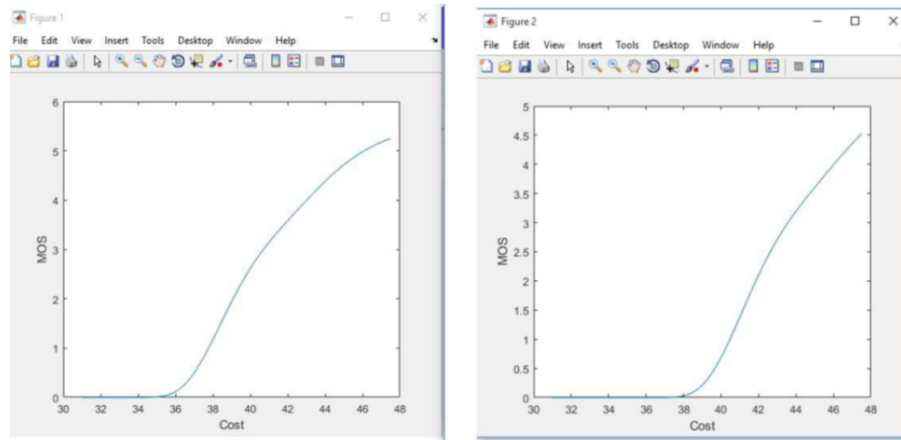 Figure 1
File Edit View Insert Tools Desktop Window Help
6
5
4
3
2
1
0
MOS
30 32 34 36 38 40 42 44 46 48
Cost
Figure 2
File Edit View Insert Tools Desktop Window Help
5
4.5
4
3.5
3
2.5
2
1.5
1
0.5
0
MOS
30 32 34 36 38 40 42 44 46 48
Cost